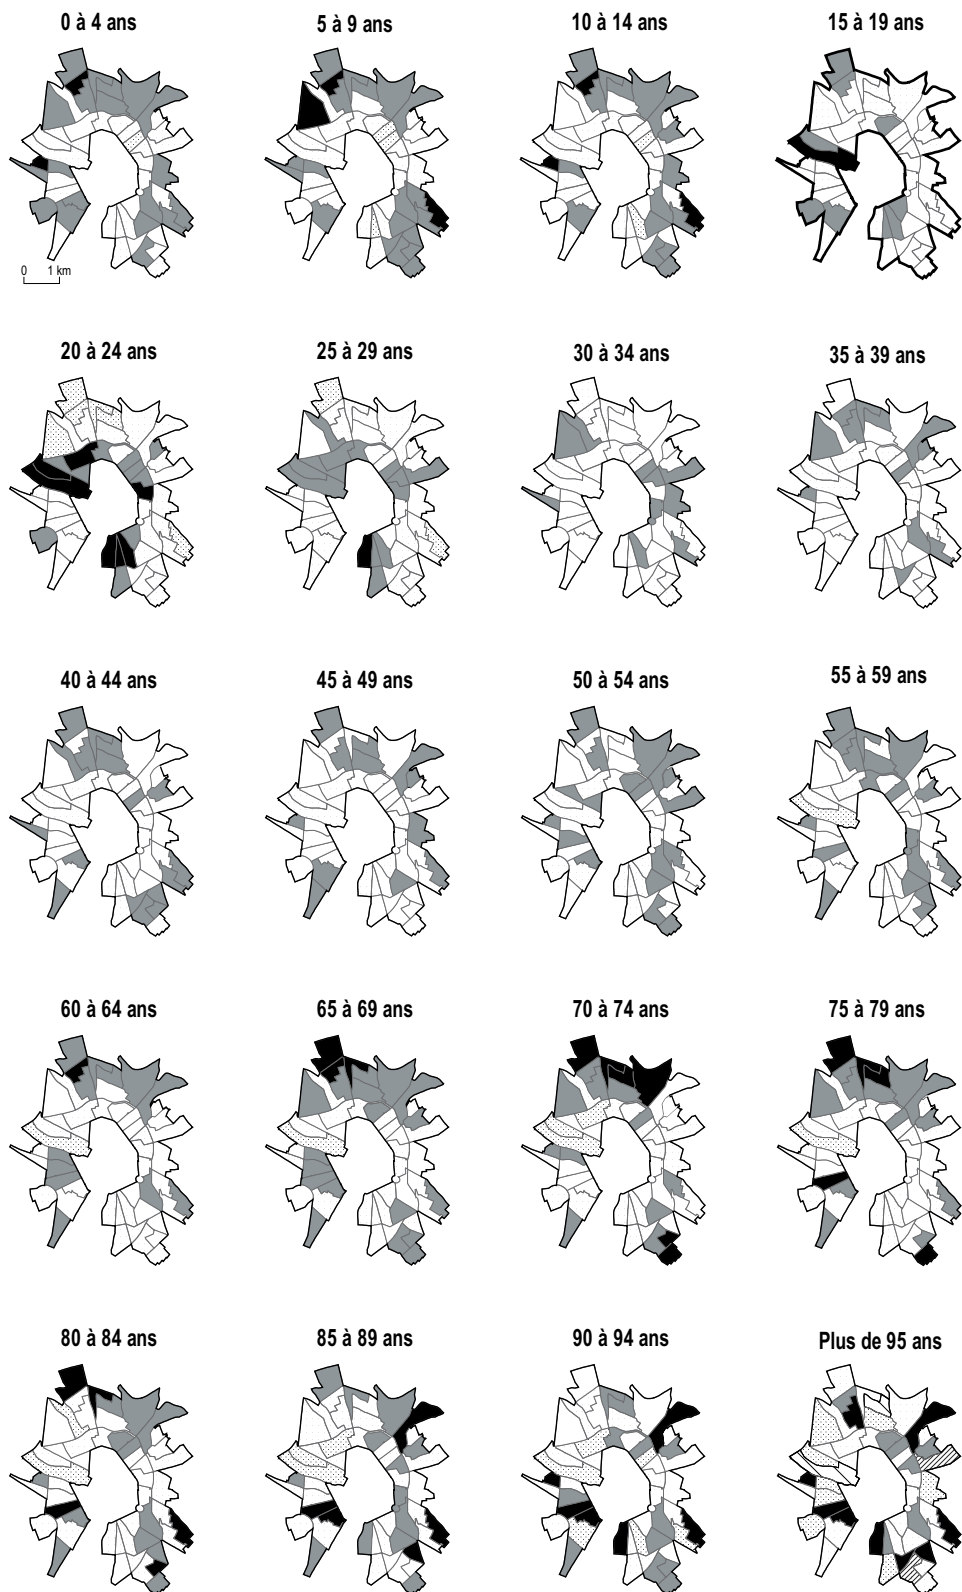 0 à 4 ans
5 à 9 ans
10 à 14 ans
15 à 19 ans
0 1 km
20 à 24 ans
25 à 29 ans
30 à 34 ans
35 à 39 ans
40 à 44 ans
45 à 49 ans
50 à 54 ans
55 à 59 ans
60 à 64 ans
65 à 69 ans
70 à 74 ans
75 à 79 ans
80 à 84 ans
85 à 89 ans
90 à 94 ans
Plus de 95 ans